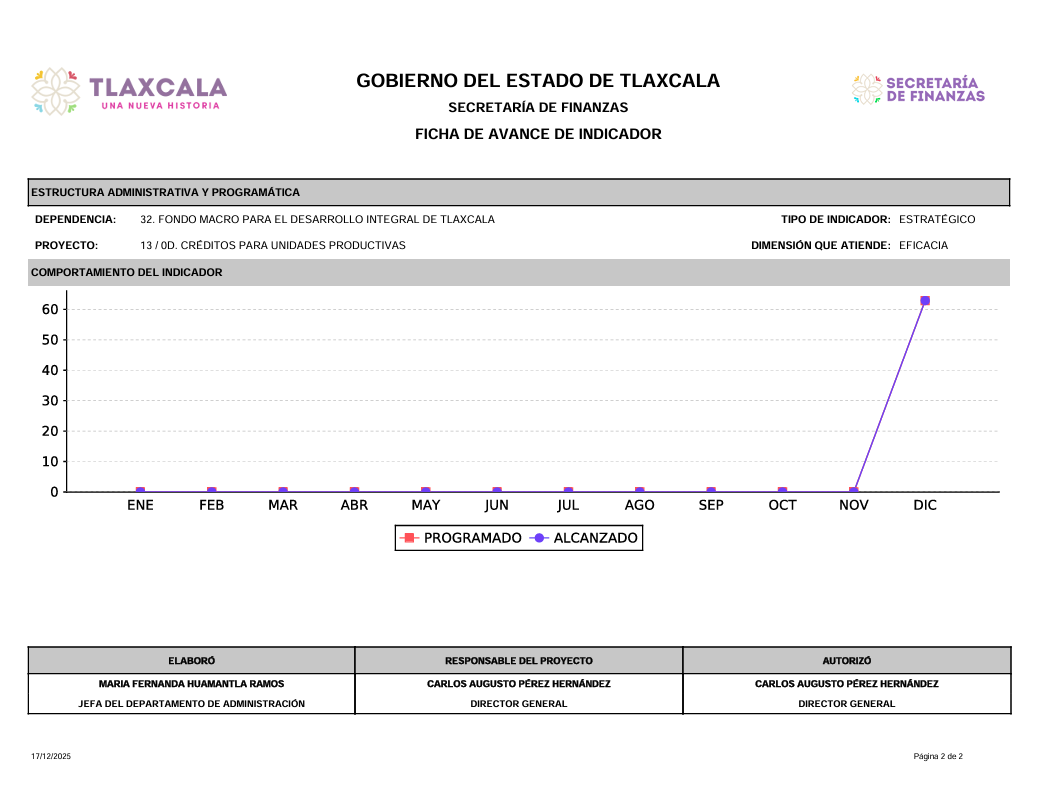 TLAXCALA
UNA NUEVA HISTORIA
GOBIERNO DEL ESTADO DE TLAXCALA
SECRETARÍA DE FINANZAS
FICHA DE AVANCE DE INDICADOR
SECRETARÍA
DE FINANZAS
ESTRUCTURA ADMINISTRATIVA Y PROGRAMÁTICA
DEPENDENCIA: 32. FONDO MACRO PARA EL DESARROLLO INTEGRAL DE TLAXCALA TIPO DE INDICADOR: ESTRATÉGICO
PROYECTO: 13 / 0D. CRÉDITOS PARA UNIDADES PRODUCTIVAS DIMENSIÓN QUE ATIENDE: EFICACIA
COMPORTAMIENTO DEL INDICADOR
60
50
40
30
20
10
0
ENE FEB MAR ABR MAY JUN JUL AGO SEP OCT NOV DIC
PROGRAMADO ALCANZADO
ELABORÓ RESPONSABLE DEL PROYECTO AUTORIZÓ
MARIA FERNANDA HUAMANTLA RAMOS CARLOS AUGUSTO PÉREZ HERNÁNDEZ CARLOS AUGUSTO PÉREZ HERNÁNDEZ
JEFA DEL DEPARTAMENTO DE ADMINISTRACIÓN DIRECTOR GENERAL DIRECTOR GENERAL
17/12/2025 Página 2 de 2